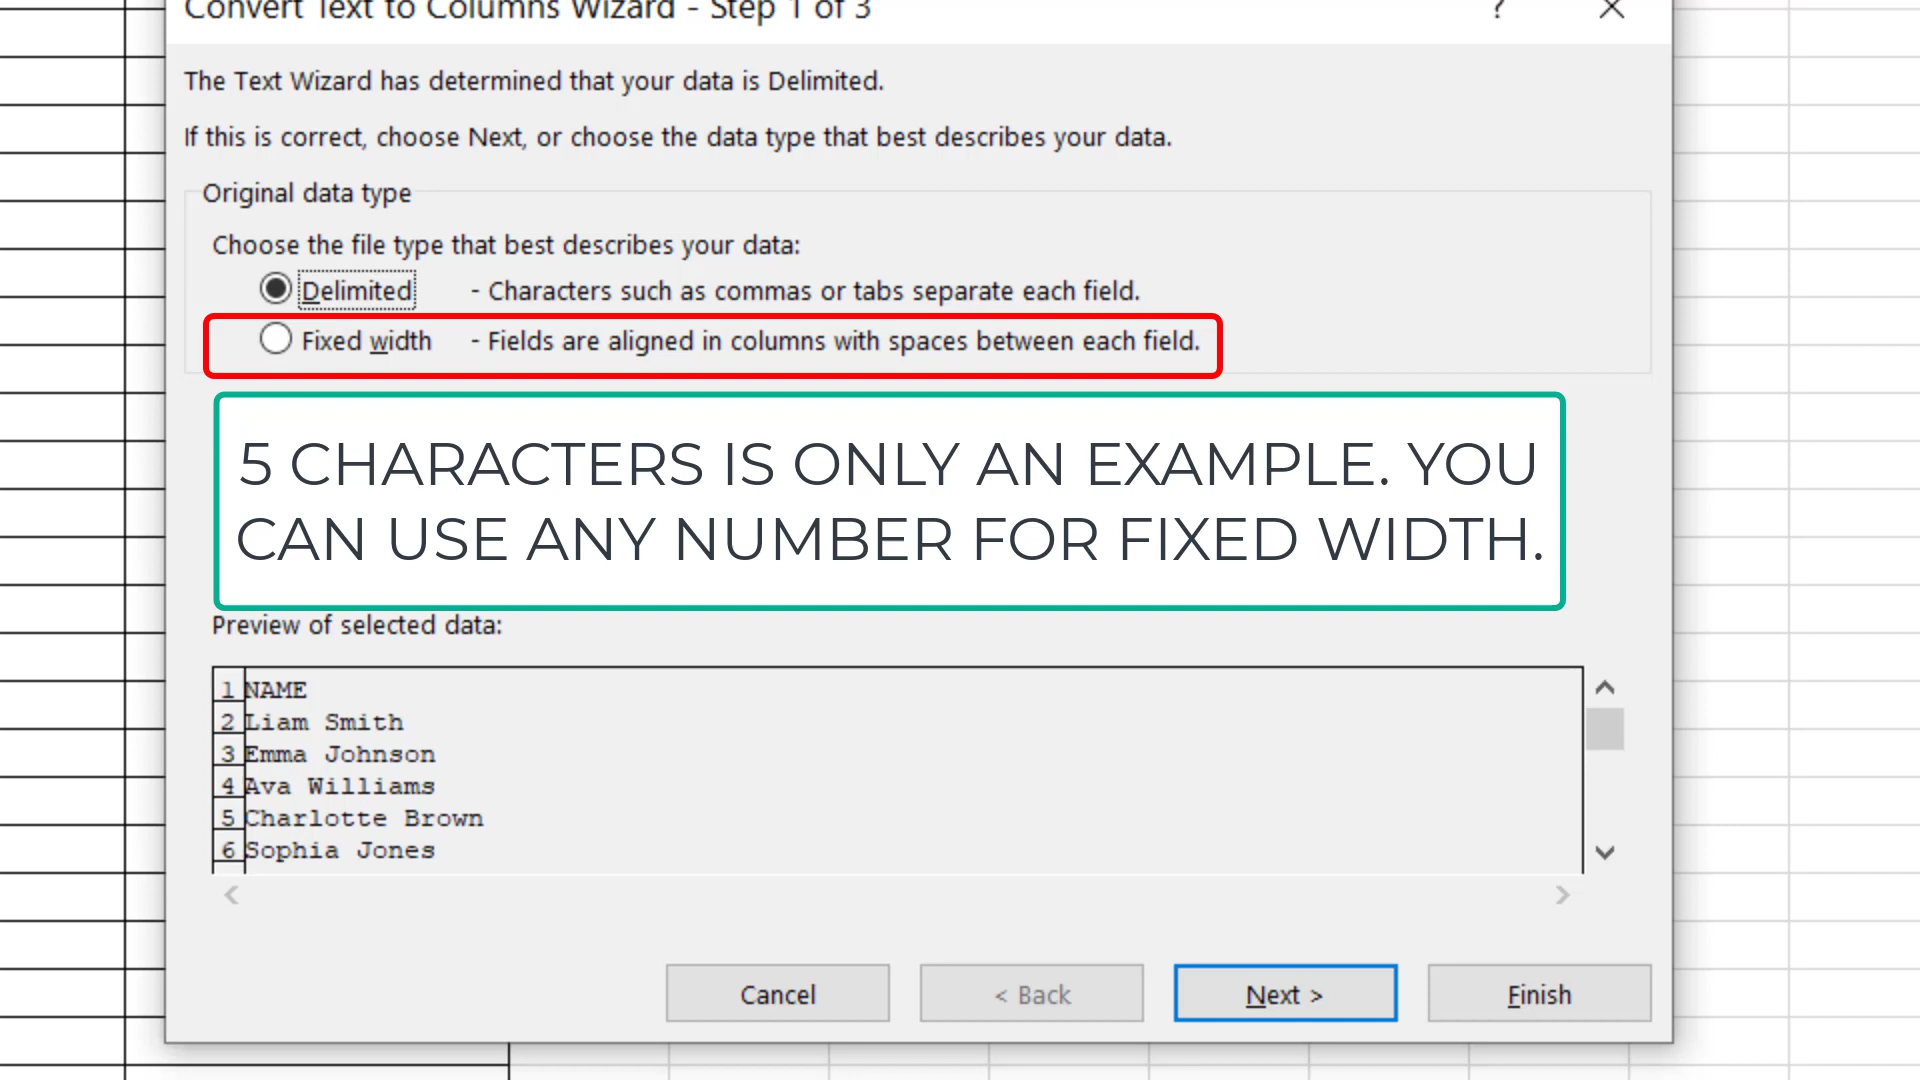 Convert Text to Columns Wizard - Step 1 of 3 ?
The Text Wizard has determined that your data is Delimited.
If this is correct, choose Next, or choose the data type that best describes your data.
Original data type
Choose the file type that best describes your data:
Delimited - Characters such as commas or tabs separate each field.
Fixed width - Fields are aligned in columns with spaces between each field.
5 CHARACTERS IS ONLY AN EXAMPLE. YOU
CAN USE ANY NUMBER FOR FIXED WIDTH.
Preview of selected data:
1 NAME
2 Liam Smith
3 Emma Johnson
4 Ava Williams
5 Charlotte Brown
6 Sophia Jones
Cancel < Back Next > Finish